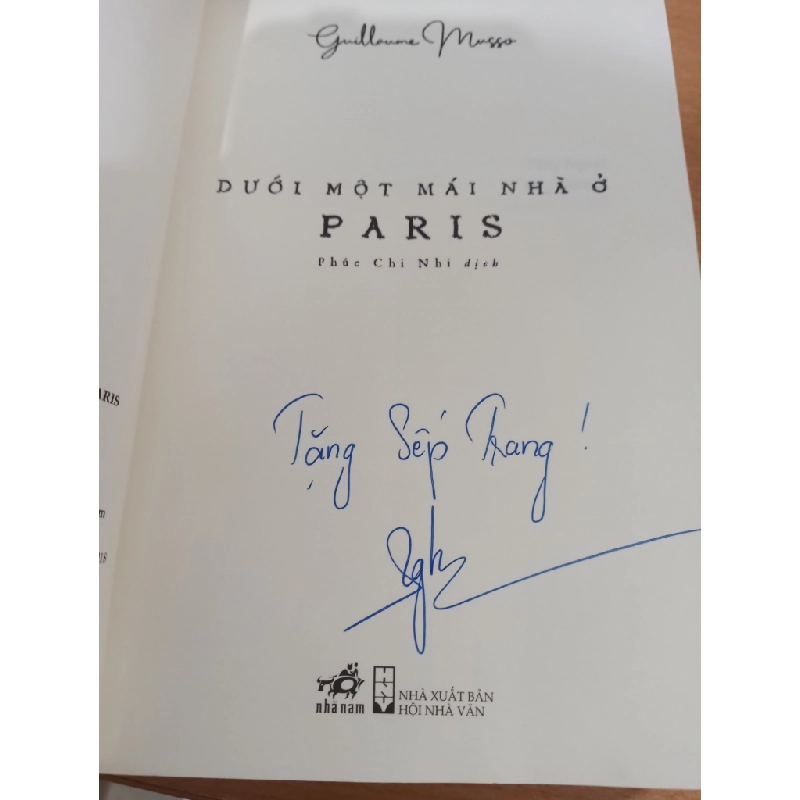 Guillaume Musso
DƯỚI MỘT MÁI NHÀ Ở
PARIS
Phúc Chi Nhi dịch
ARIS
Tặng Sếp Trang!
nhã nam
NHÀ XUẤT BẢN
HỘI NHÀ VĂN